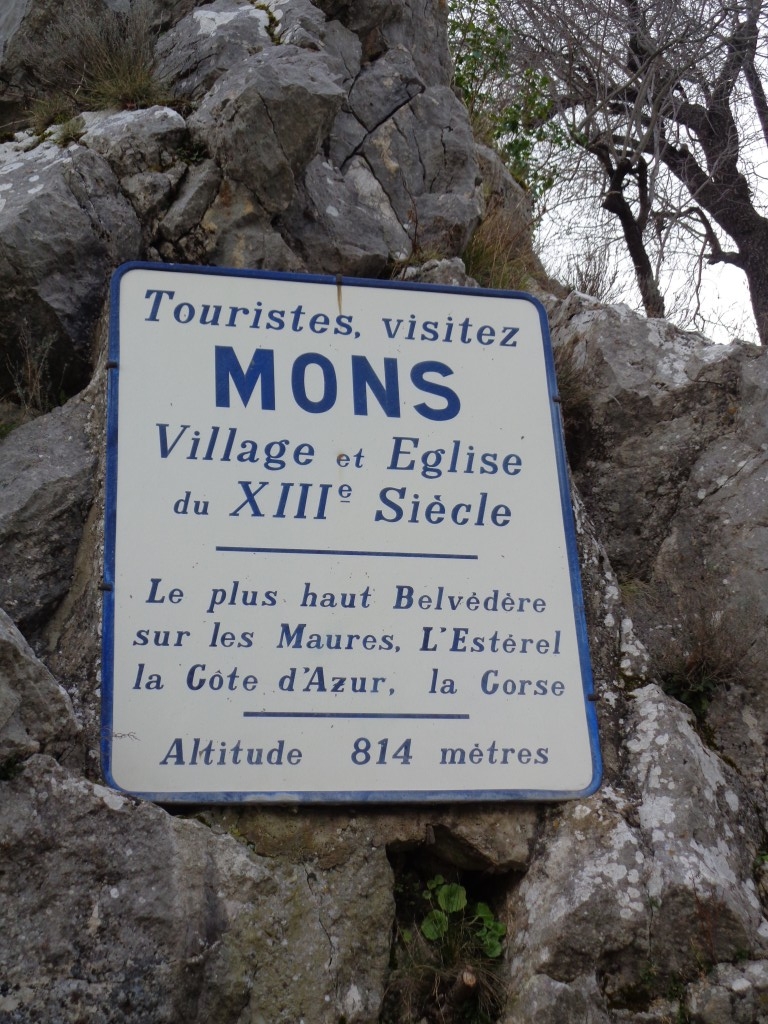 Touristes, visitez
MONS
Village et Eglise
du XIIIe Siècle
Le plus haut Belvédère
sur les Maures, L'Estérel
la Côte d'Azur, la Corse
Altitude 814 mètres